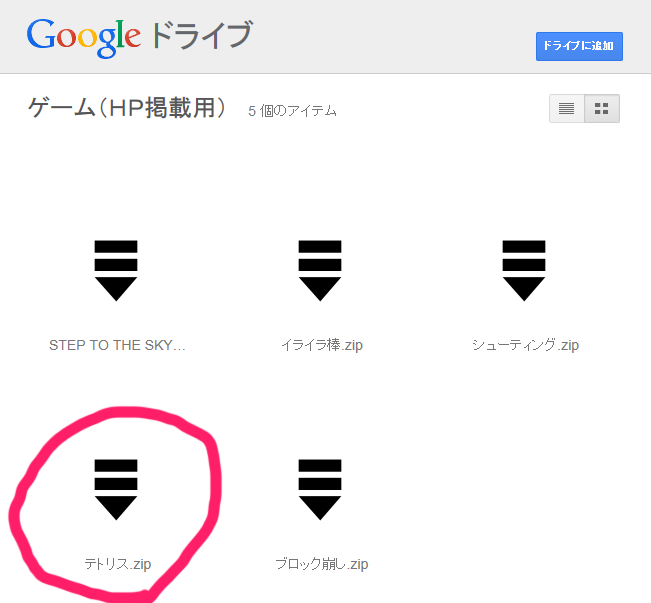 Google ドライブ
ドライブに追加
ゲーム（HP掲載用） 5 個のアイテム
STEP TO THE SKY...
イライラ棒.zip
シューティング.zip
テトリス.zip
ブロック崩し.zip